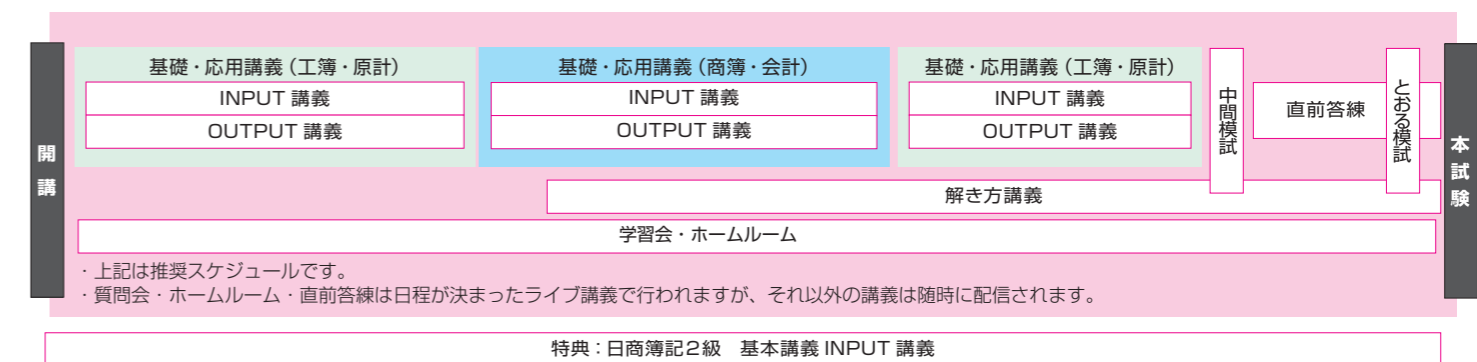 開講
基礎・応用講義（工簿・原計）
INPUT 講義
OUTPUT 講義
基礎・応用講義（商簿・会計）
INPUT 講義
OUTPUT 講義
基礎・応用講義（工簿・原計）
INPUT 講義
OUTPUT 講義
中間模試
直前答練
とおる模試
本試験
解き方講義
学習会・ホームルーム
・上記は推奨スケジュールです。
・質問会・ホームルーム・直前答練は日程が決まったライブ講義で行われますが、それ以外の講義は随時に配信されます。
特典：日商簿記２級　基本講義 INPUT 講義